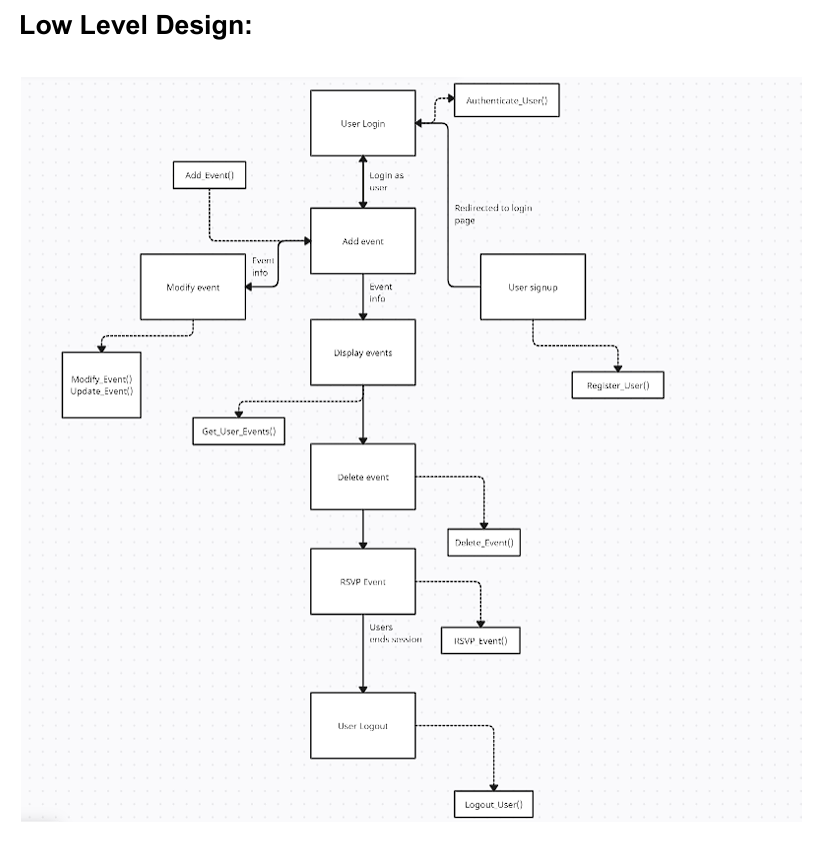 Low Level Design:
User Login
Authenticate_User()
Add_Event()
Login as
user
Redirected to login
page
Add event
Event
info
Modify event
Event
info
User signup
Display events
Modify_Event()
Update_Event()
Register_User()
Get_User_Events()
Delete event
Delete_Event()
RSVP Event
Users
ends session
RSVP_Event()
User Logout
Logout_User()